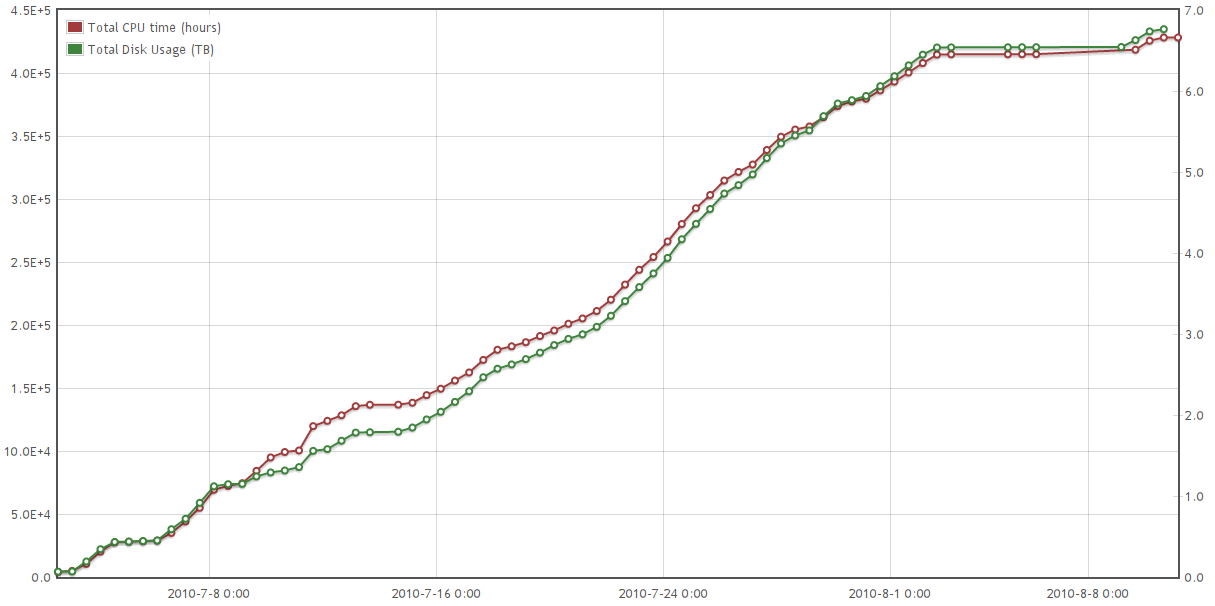 4.5E+5
4.0E+5
3.5E+5
3.0E+5
2.5E+5
2.0E+5
1.5E+5
10.0E+4
5.0E+4
0.0
Total CPU time (hours)
Total Disk Usage (TB)
7.0
6.0
5.0
4.0
3.0
2.0
1.0
0.0
2010-7-8 0:00
2010-7-16 0:00
2010-7-24 0:00
2010-8-1 0:00
2010-8-8 0:00